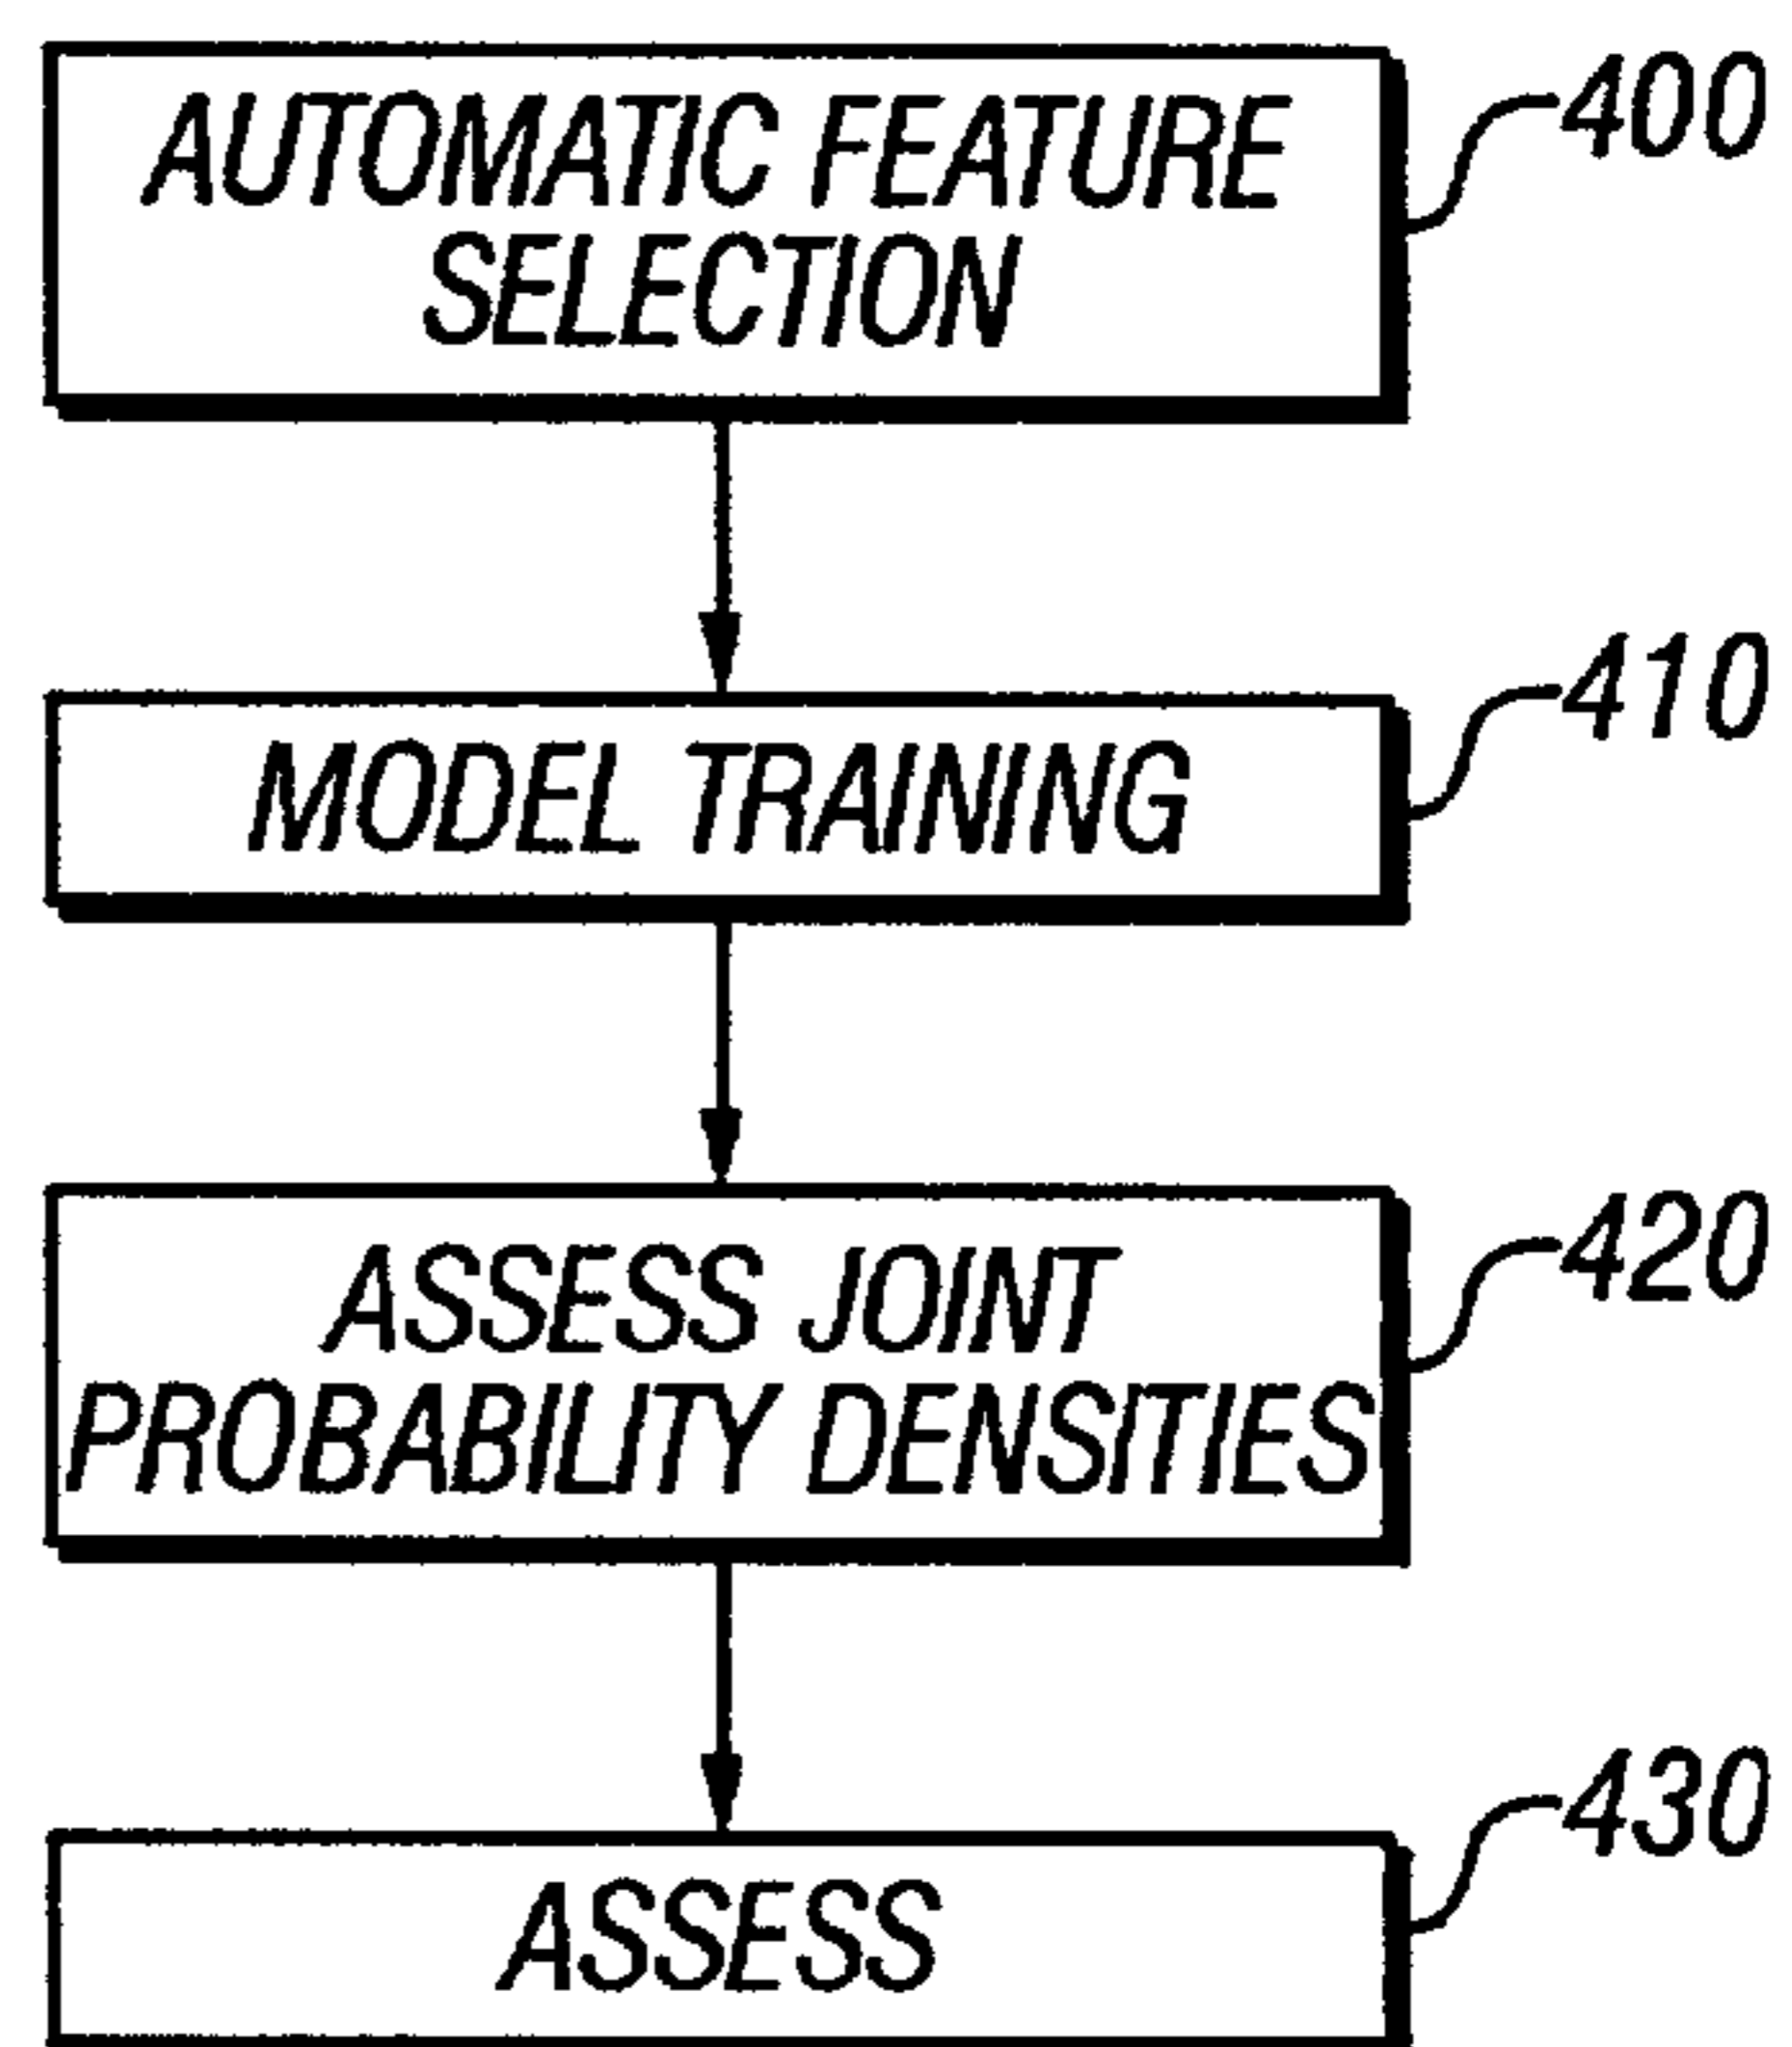 AUTOMATIC FEATURE
SELECTION
400
MODEL TRAINING
410
ASSESS JOINT
PROBABILITY DENSITIES
420
ASSESS
430